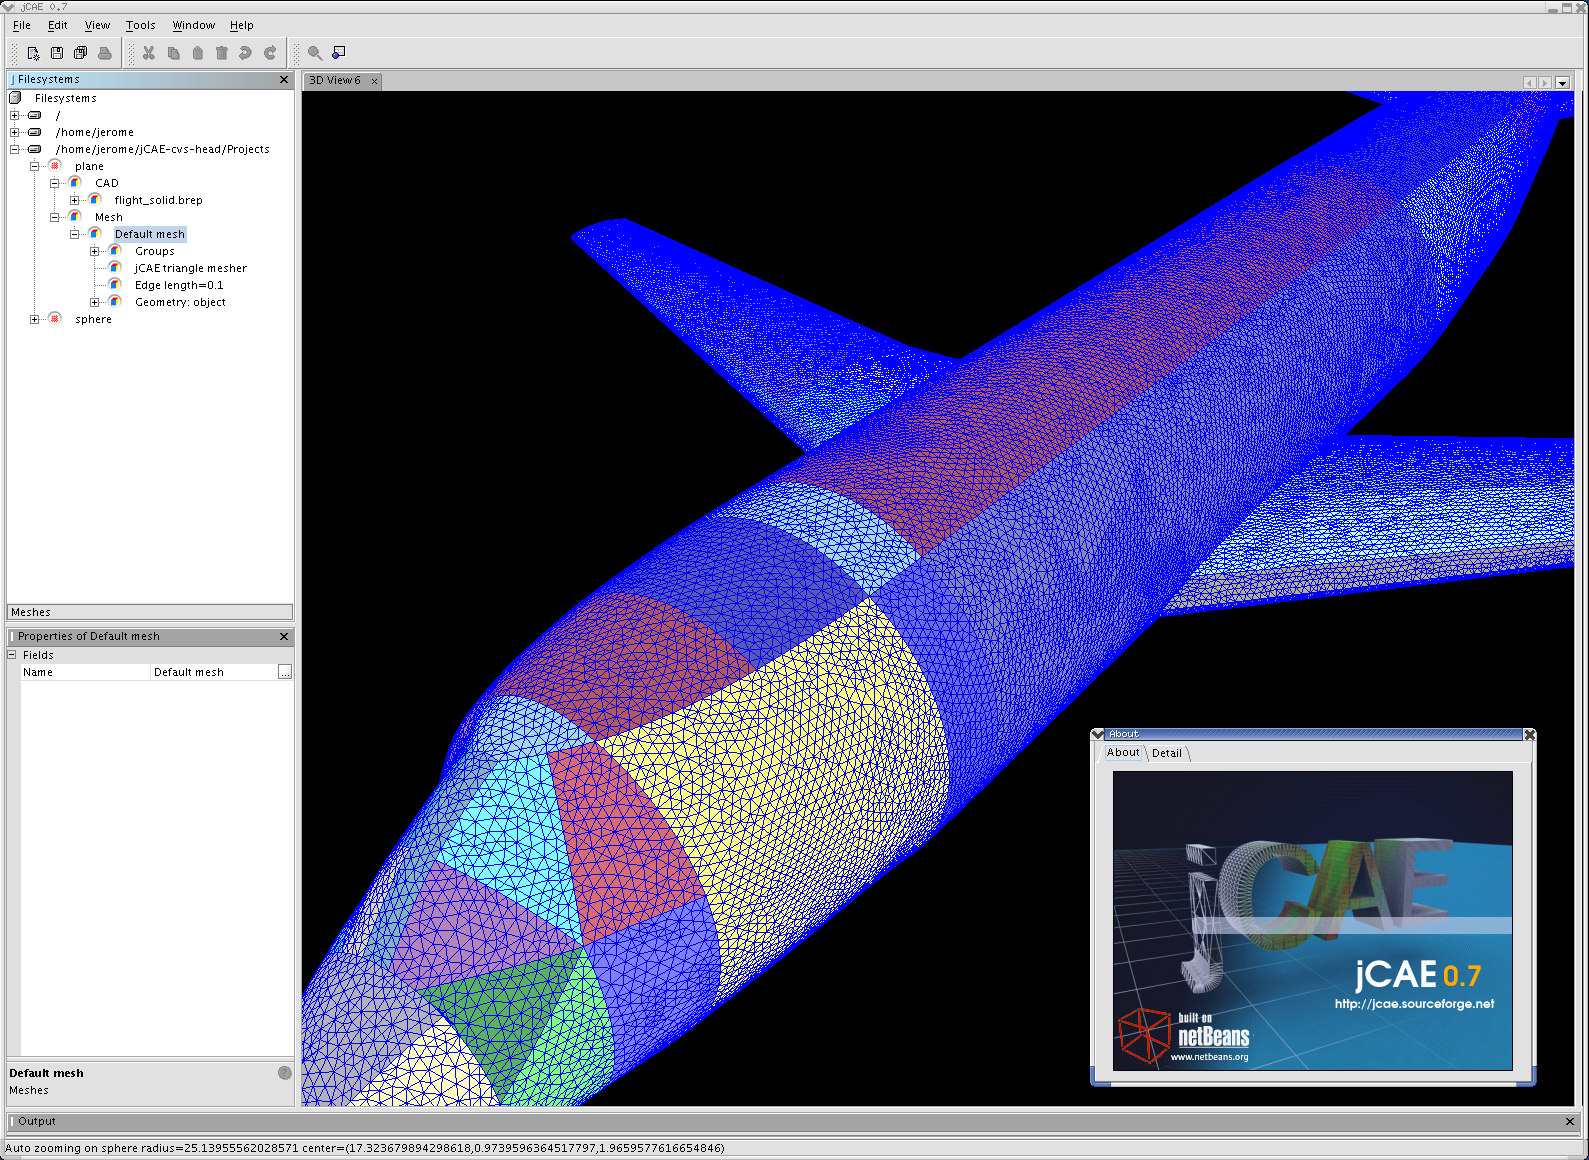 jCAE 0.7
File Edit View Tools Window Help
Filesystems
3D View 6
Filesystems
/
/home/jerome
/home/jerome/jCAE-cvs-head/Projects
plane
CAD
flight_solid.brep
Mesh
Default mesh
Groups
jCAE triangle mesher
Edge length=0.1
Geometry: object
sphere
Meshes
Properties of Default mesh
Fields
Name Default mesh ...
Default mesh
?
Meshes
About
About Detail
jCAE
jCAE 0.7
http://jcae.sourceforge.net
built on
netBeans
www.netbeans.org
Output
Auto zooming on sphere radius=25.13955562028571 center=(17.323679894298618,0.9739596364517797,1.9659577616654846)